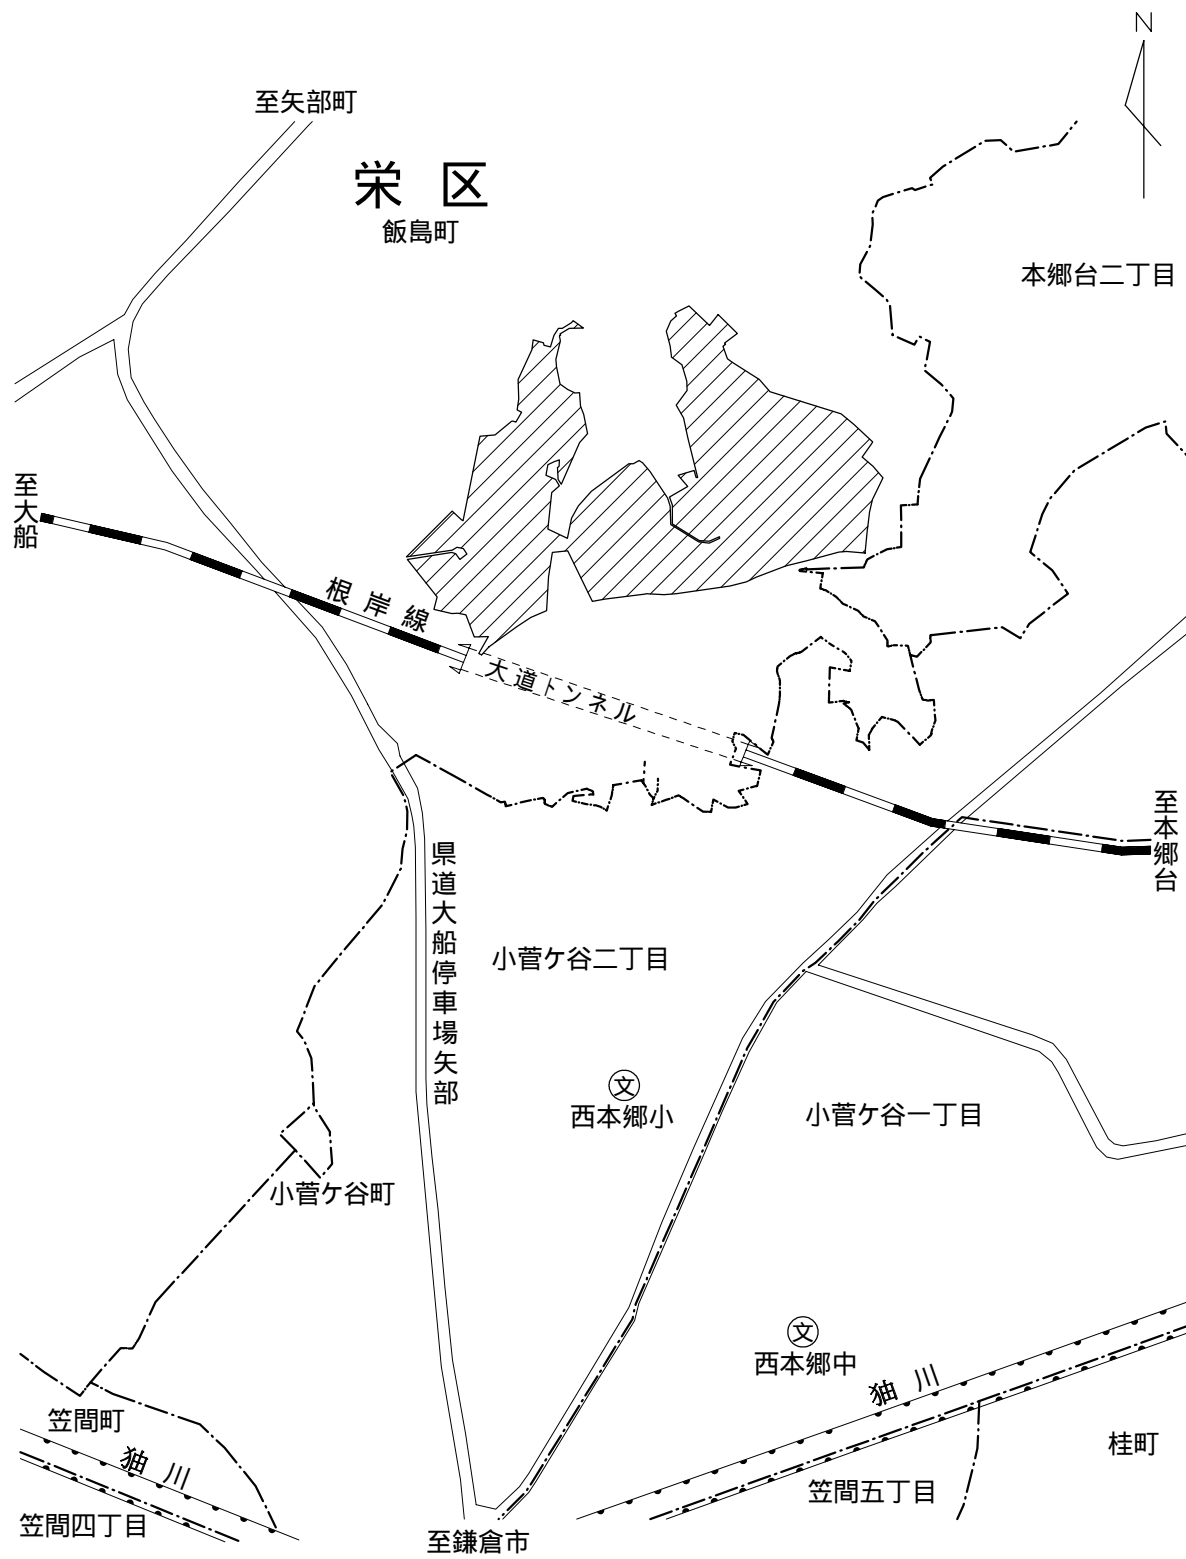 N
至矢部町
栄区
飯島町
本郷台二丁目
至大船
根岸線
大道トンネル
至本郷台
県道大船停車場矢部
小菅ケ谷二丁目
文
西本郷小
小菅ケ谷一丁目
小菅ケ谷町
文
西本郷中
㹨川
笠間町
㹨川
桂町
笠間五丁目
笠間四丁目
至鎌倉市